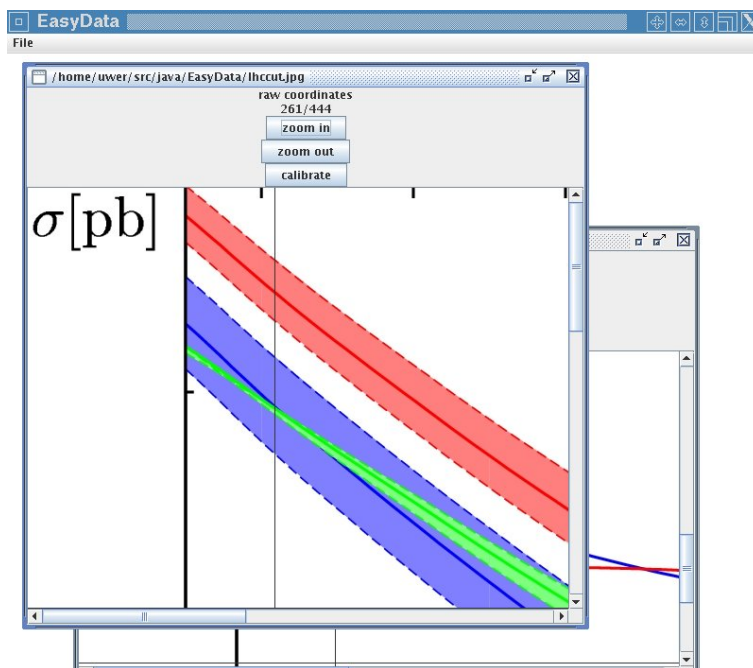 EasyData
File
/home/uwer/src/java/EasyData/lhccut.jpg
raw coordinates
261/444
zoom in
zoom out
calibrate
σ[pb]